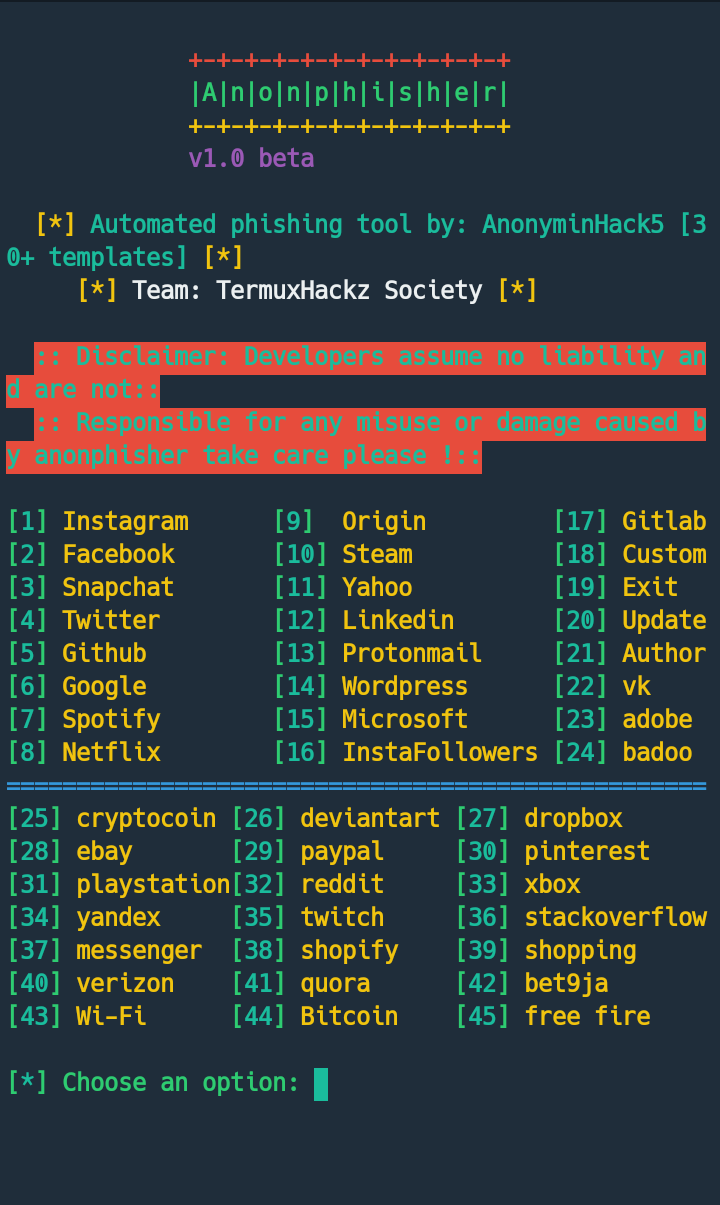 +-+-+-+-+-+-+-+-+-+-+-+
|A|n|o|n|p|h|i|s|h|e|r|
+-+-+-+-+-+-+-+-+-+-+-+
v1.0 beta
[*] Automated phishing tool by: AnonyminHack5 [3
0+ templates] [*]
[*] Team: TermuxHackz Society [*]
:: Disclaimer: Developers assume no liability an
d are not::
:: Responsible for any misuse or damage caused b
y anonphisher take care please !::
[1] Instagram [9] Origin [17] Gitlab
[2] Facebook [10] Steam [18] Custom
[3] Snapchat [11] Yahoo [19] Exit
[4] Twitter [12] Linkedin [20] Update
[5] Github [13] Protonmail [21] Author
[6] Google [14] Wordpress [22] vk
[7] Spotify [15] Microsoft [23] adobe
[8] Netflix [16] InstaFollowers [24] badoo
==================================================
[25] cryptocoin [26] deviantart [27] dropbox
[28] ebay [29] paypal [30] pinterest
[31] playstation[32] reddit [33] xbox
[34] yandex [35] twitch [36] stackoverflow
[37] messenger [38] shopify [39] shopping
[40] verizon [41] quora [42] bet9ja
[43] Wi-Fi [44] Bitcoin [45] free fire
[*] Choose an option: